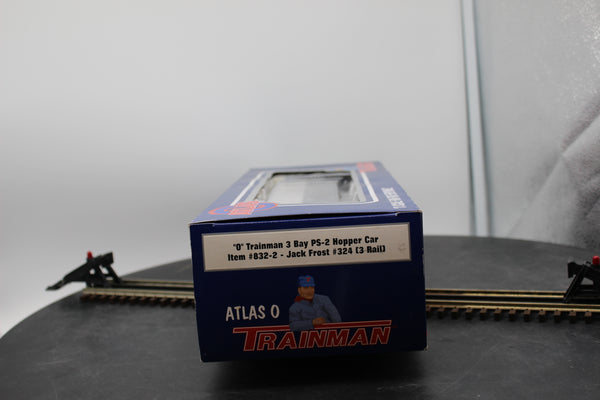 "O" Trainman 3 Bay PS-2 Hopper Car
Item #832-2 - Jack Frost #324 (3 Rail)
ATLAS O
TRAINMAN